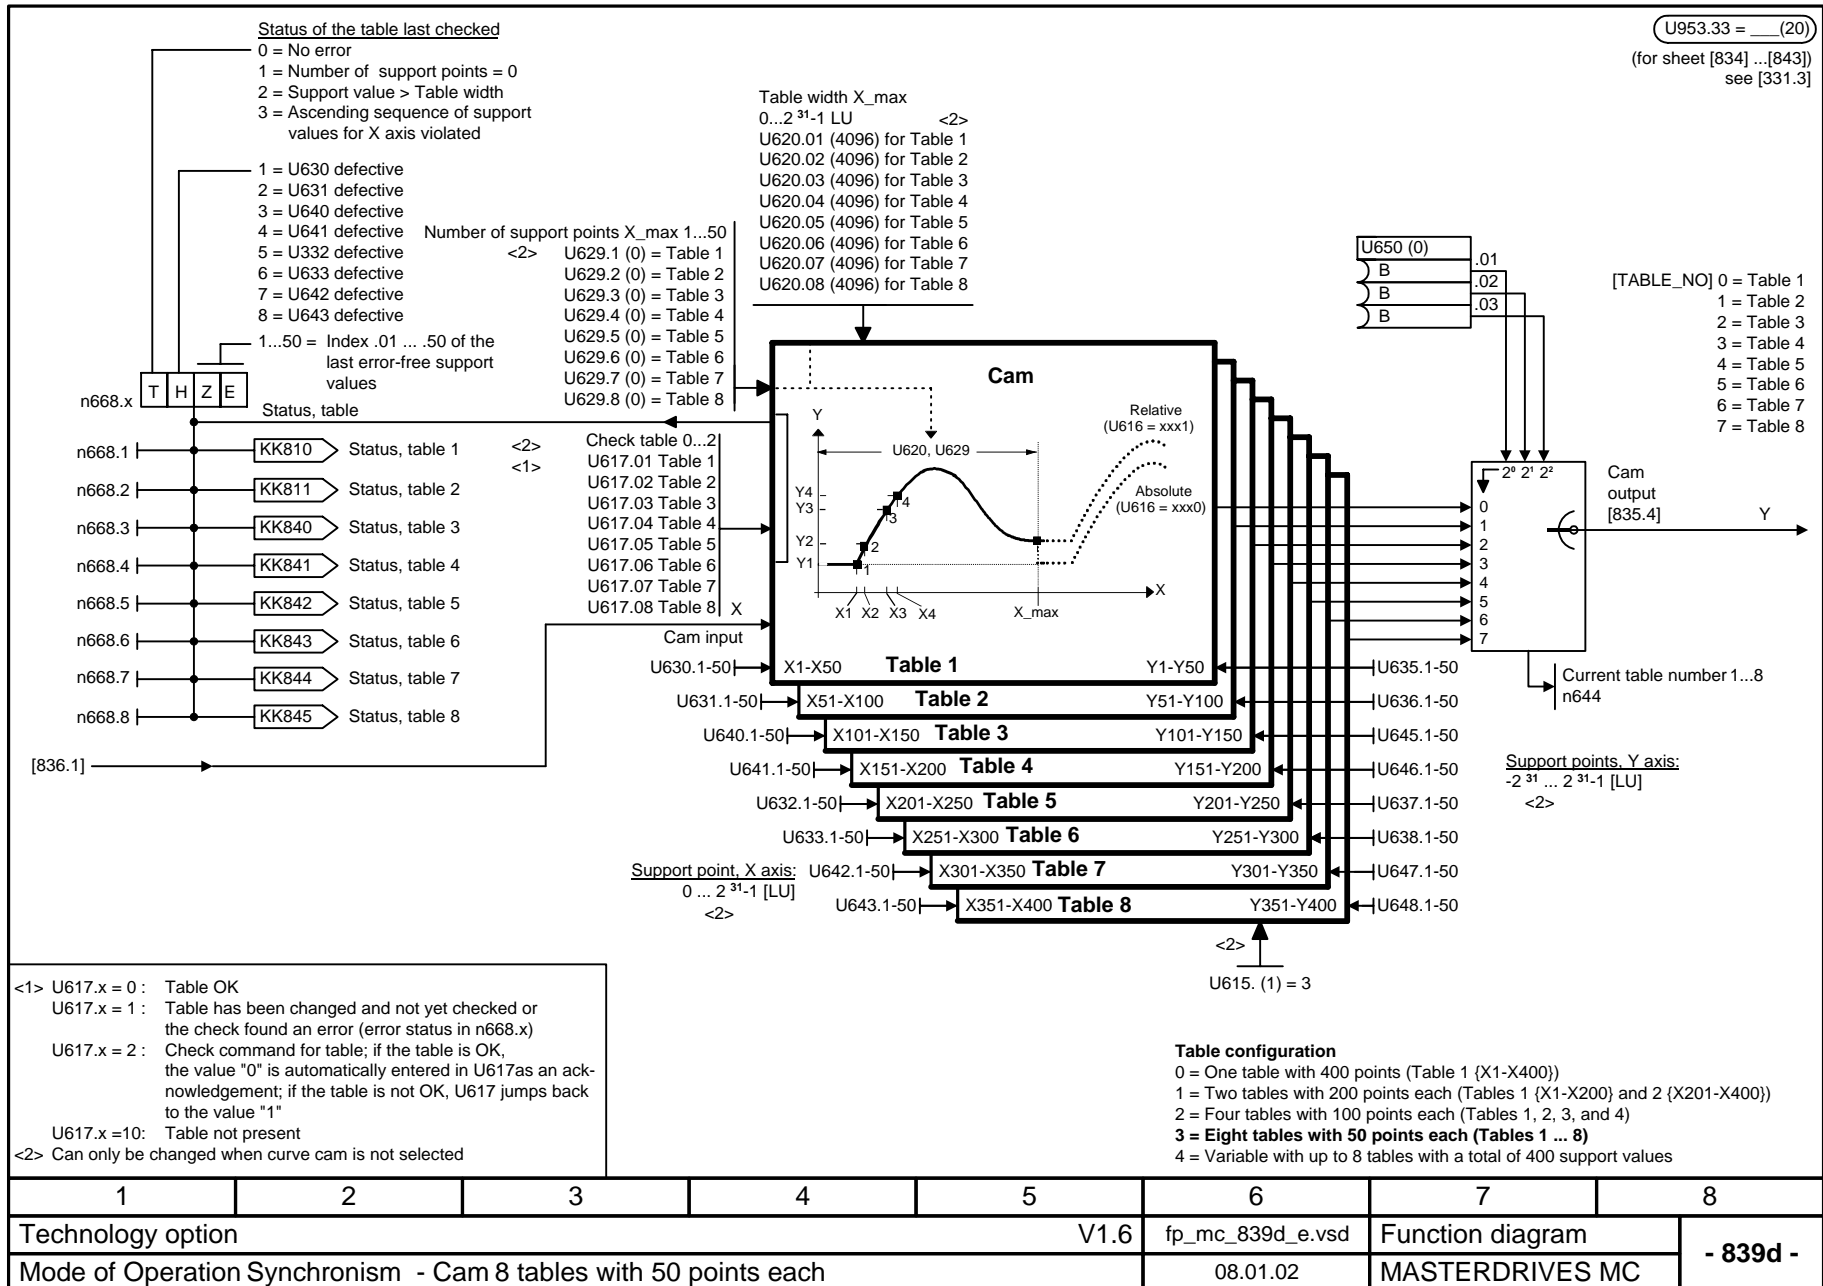 Status of the table last checked
0 = No error
1 = Number of support points = 0
2 = Support value > Table width
3 = Ascending sequence of support
values for X axis violated
1 = U630 defective
2 = U631 defective
3 = U640 defective
4 = U641 defective
5 = U332 defective
6 = U633 defective
7 = U642 defective
8 = U643 defective
1...50 = Index .01 ... .50 of the
last error-free support
values
n668.x
T H Z E
Status, table
n668.1 KK810 Status, table 1
n668.2 KK811 Status, table 2
n668.3 KK840 Status, table 3
n668.4 KK841 Status, table 4
n668.5 KK842 Status, table 5
n668.6 KK843 Status, table 6
n668.7 KK844 Status, table 7
n668.8 KK845 Status, table 8
[836.1]
Number of support points X_max 1...50
<2> U629.1 (0) = Table 1
U629.2 (0) = Table 2
U629.3 (0) = Table 3
U629.4 (0) = Table 4
U629.5 (0) = Table 5
U629.6 (0) = Table 6
U629.7 (0) = Table 7
U629.8 (0) = Table 8
<2> Check table 0...2
<1> U617.01 Table 1
U617.02 Table 2
U617.03 Table 3
U617.04 Table 4
U617.05 Table 5
U617.06 Table 6
U617.07 Table 7
U617.08 Table 8
X
Cam input
Table width X_max
0...2 31-1 LU <2>
U620.01 (4096) for Table 1
U620.02 (4096) for Table 2
U620.03 (4096) for Table 3
U620.04 (4096) for Table 4
U620.05 (4096) for Table 5
U620.06 (4096) for Table 6
U620.07 (4096) for Table 7
U620.08 (4096) for Table 8
U953.33 = ___(20)
(for sheet [834] ...[843])
see [331.3]
Cam
Y
U620, U629
Relative
(U616 = xxx1)
Absolute
(U616 = xxx0)
Y4
Y3
Y2
Y1
1
2
3
4
X
X1 X2 X3 X4 X_max
U630.1-50 X1-X50 Table 1 Y1-Y50 U635.1-50
U631.1-50 X51-X100 Table 2 Y51-Y100 U636.1-50
U640.1-50 X101-X150 Table 3 Y101-Y150 U645.1-50
U641.1-50 X151-X200 Table 4 Y151-Y200 U646.1-50
U632.1-50 X201-X250 Table 5 Y201-Y250 U637.1-50
U633.1-50 X251-X300 Table 6 Y251-Y300 U638.1-50
U642.1-50 X301-X350 Table 7 Y301-Y350 U647.1-50
U643.1-50 X351-X400 Table 8 Y351-Y400 U648.1-50
Support point, X axis:
0 ... 2 31-1 [LU]
<2>
<2>
U615. (1) = 3
U650 (0)
B .01
B .02
B .03
[TABLE_NO] 0 = Table 1
1 = Table 2
2 = Table 3
3 = Table 4
4 = Table 5
5 = Table 6
6 = Table 7
7 = Table 8
2⁰ 2¹ 2²
0
1
2
3
4
5
6
7
Cam
output
[835.4]
Y
Current table number 1...8
n644
Support points, Y axis:
-2 31 ... 2 31-1 [LU]
<2>
<1> U617.x = 0 : Table OK
U617.x = 1 : Table has been changed and not yet checked or
the check found an error (error status in n668.x)
U617.x = 2 : Check command for table; if the table is OK,
the value "0" is automatically entered in U617as an ack-
nowledgement; if the table is not OK, U617 jumps back
to the value "1"
U617.x =10: Table not present
<2> Can only be changed when curve cam is not selected
Table configuration
0 = One table with 400 points (Table 1 {X1-X400})
1 = Two tables with 200 points each (Tables 1 {X1-X200} and 2 {X201-X400})
2 = Four tables with 100 points each (Tables 1, 2, 3, and 4)
3 = Eight tables with 50 points each (Tables 1 ... 8)
4 = Variable with up to 8 tables with a total of 400 support values
1 2 3 4 5 6 7 8
Technology option V1.6 fp_mc_839d_e.vsd Function diagram
- 839d -
Mode of Operation Synchronism - Cam 8 tables with 50 points each 08.01.02 MASTERDRIVES MC